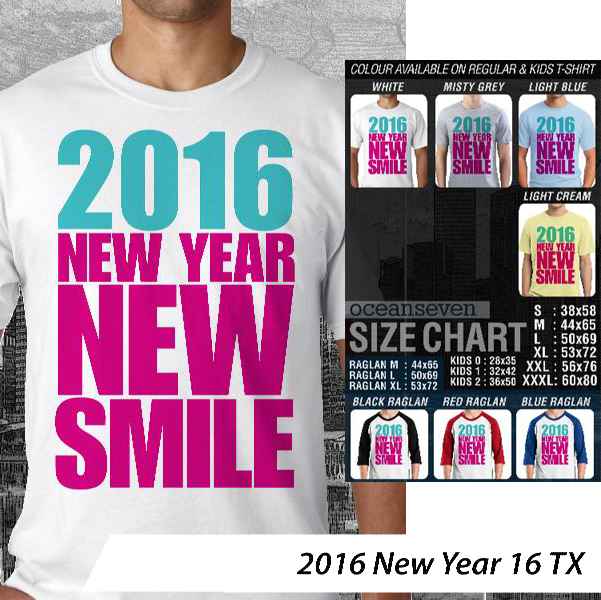 2016
NEW YEAR
NEW
SMILE
COLOUR AVAILABLE ON REGULAR & KIDS T-SHIRT
WHITE
MISTY GREY
LIGHT BLUE
2016
NEW YEAR
NEW
SMILE
2016
NEW YEAR
NEW
SMILE
2016
NEW YEAR
NEW
SMILE
LIGHT CREAM
2016
NEW YEAR
NEW
SMILE
oceanseven
SIZE CHART
S : 38x58
M : 44x65
L : 50x69
XL : 53x72
XXL : 56x76
XXXL: 60x80
RAGLAN M : 44x65
RAGLAN L : 50x69
RAGLAN XL : 53x72
KIDS 0 : 28x35
KIDS 1 : 32x42
KIDS 2 : 36x50
BLACK RAGLAN
RED RAGLAN
BLUE RAGLAN
2016
NEW YEAR
NEW
SMILE
2016
NEW YEAR
NEW
SMILE
2016
NEW YEAR
NEW
SMILE
2016 New Year 16 TX